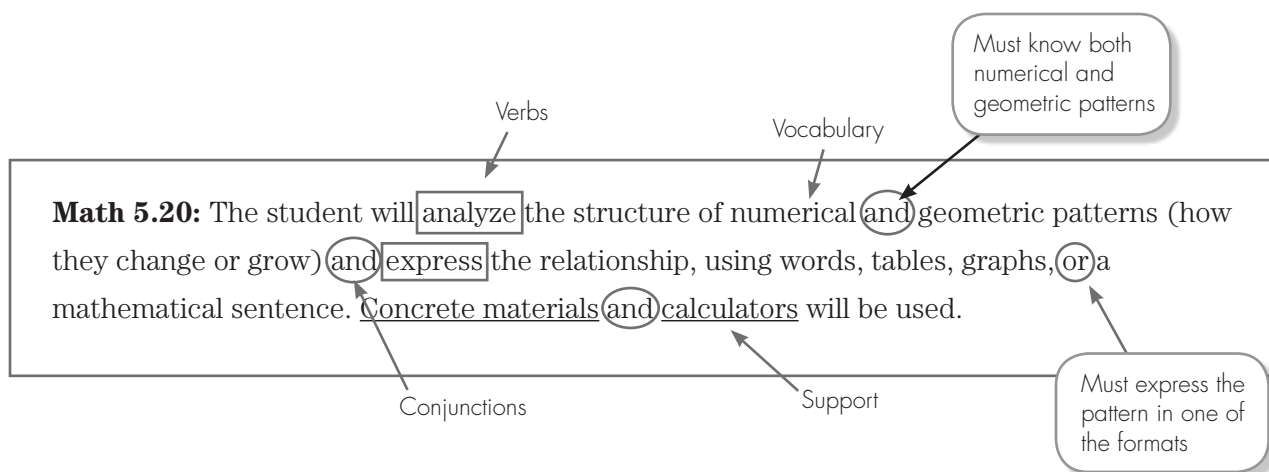 Must know both
numerical and
geometric patterns
Verbs
Vocabulary
Math 5.20: The student will analyze the structure of numerical and geometric patterns (how
they change or grow) and express the relationship, using words, tables, graphs, or a
mathematical sentence. Concrete materials and calculators will be used.
Conjunctions
Support
Must express the
pattern in one of
the formats